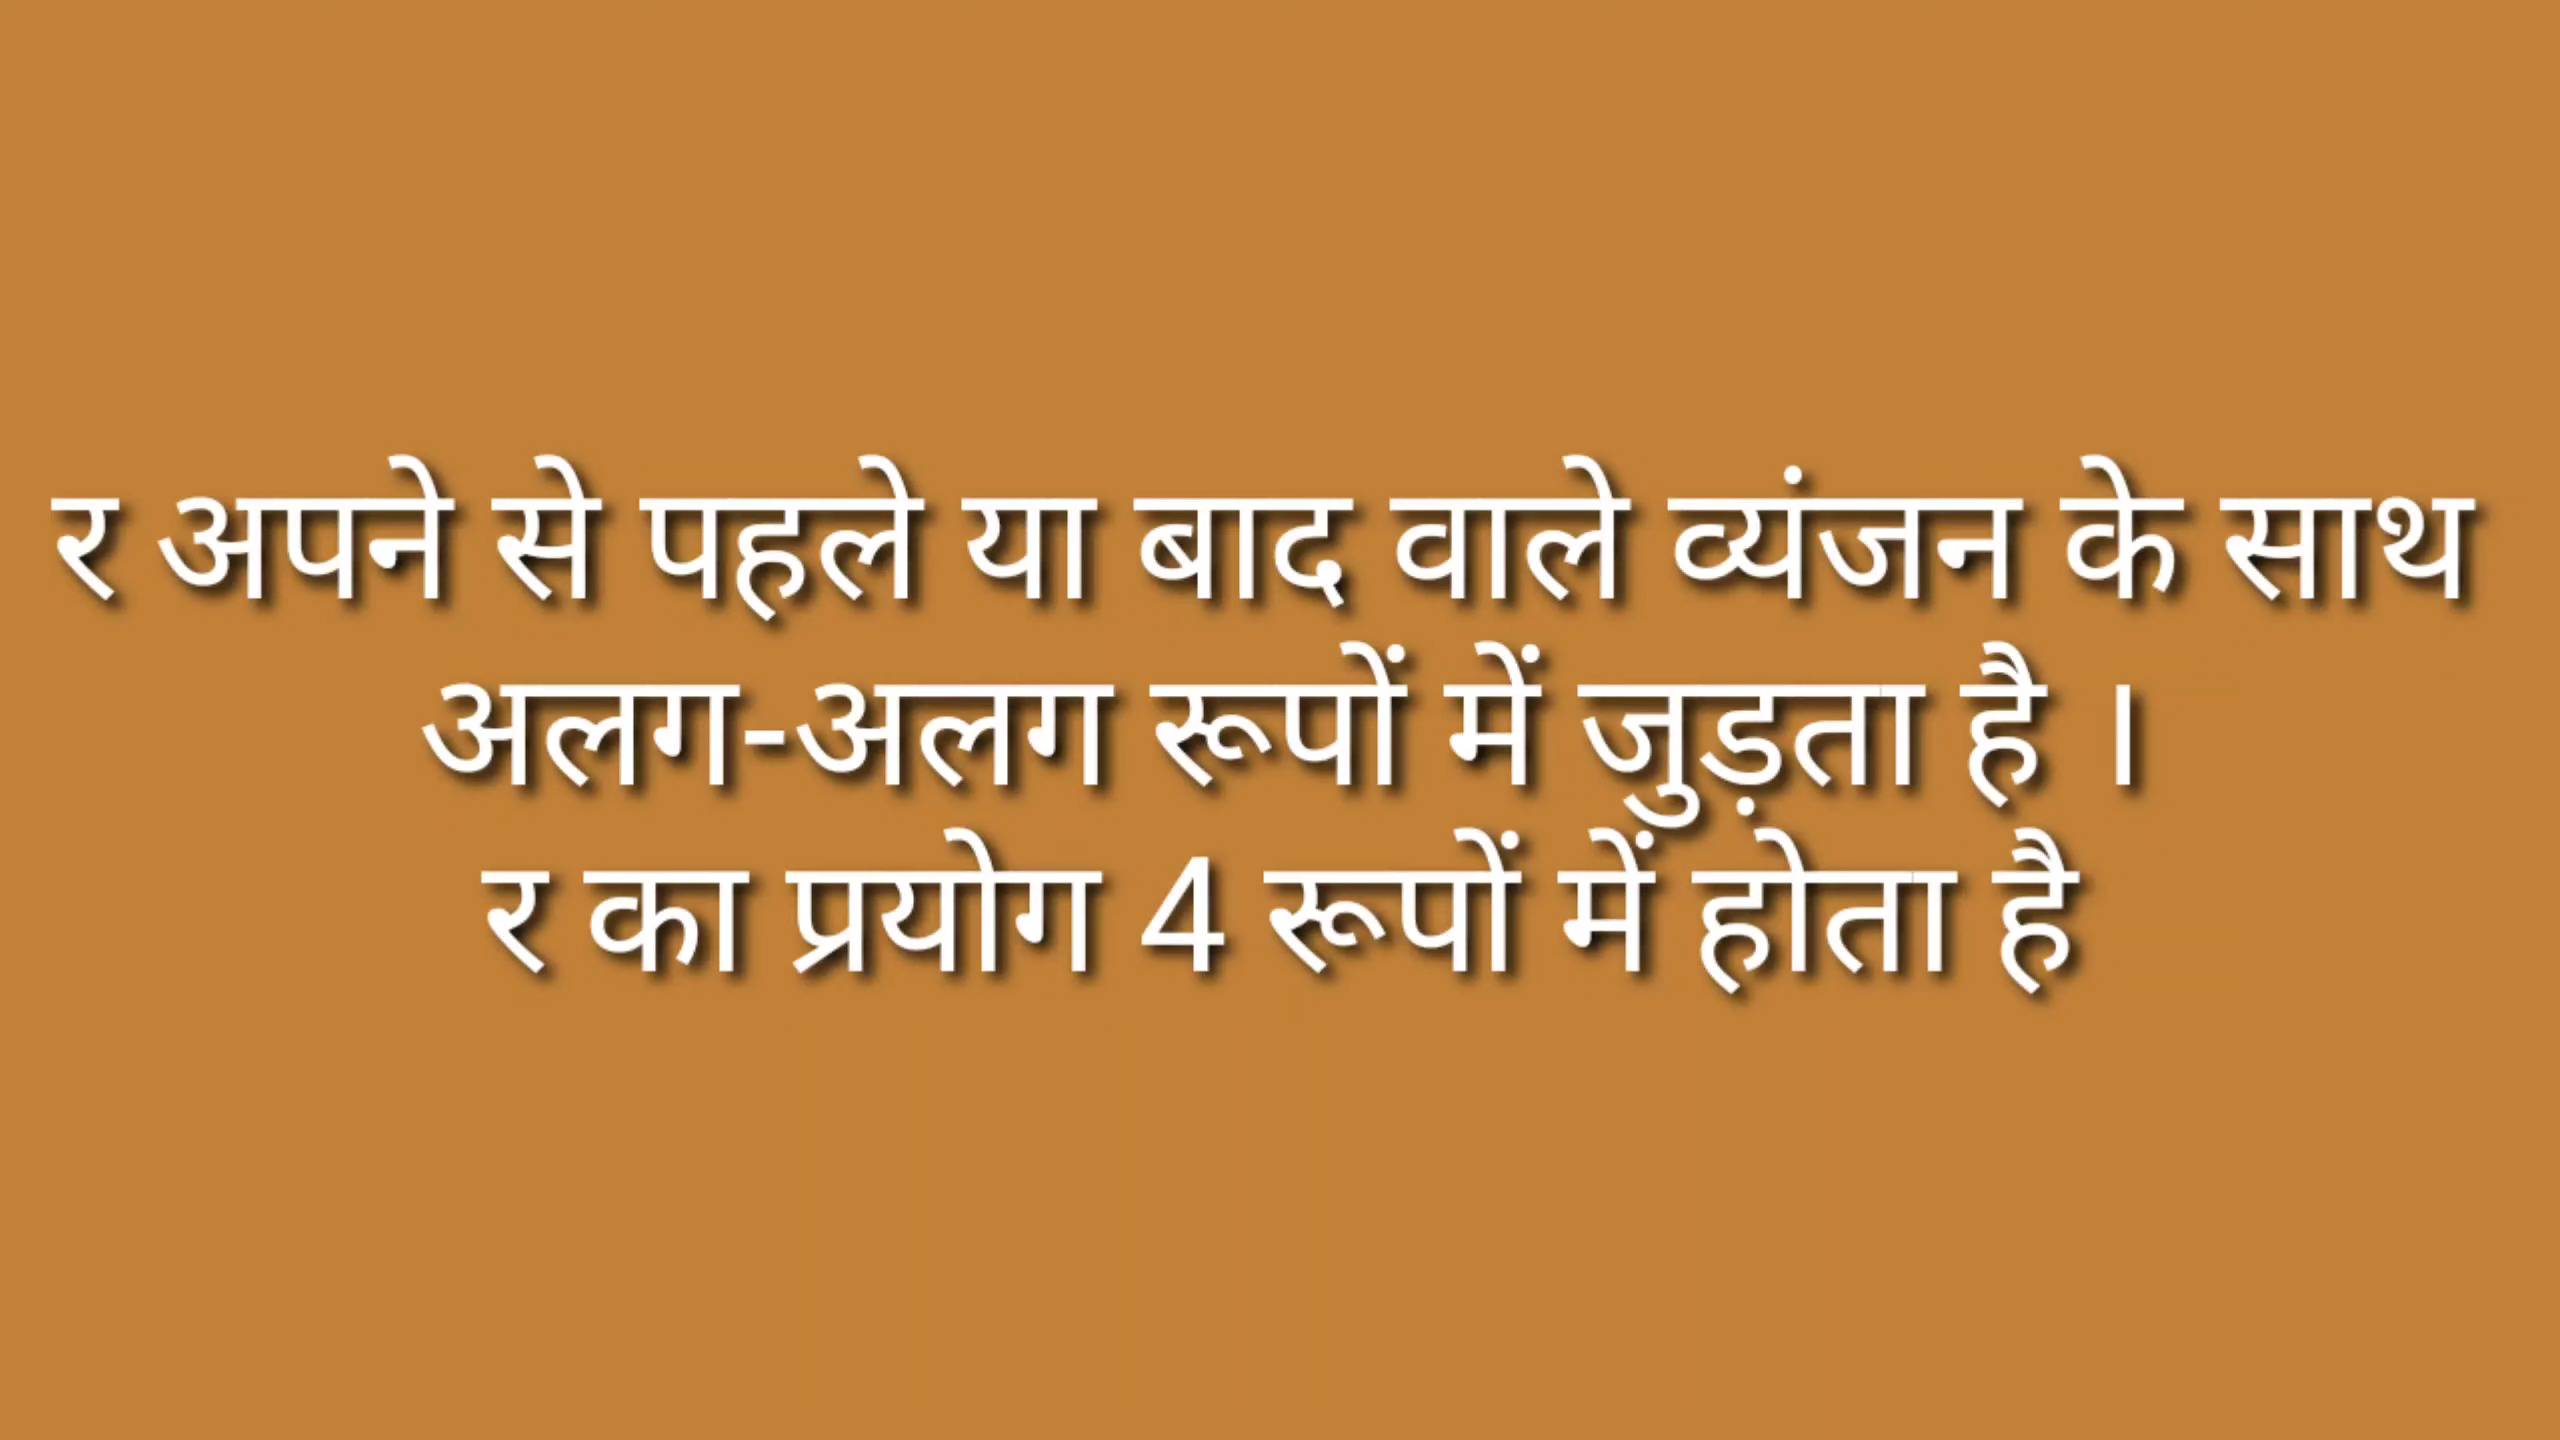 र अपने से पहले या बाद वाले व्यंजन के साथ
अलग-अलग रूपों में जुड़ता है ।
र का प्रयोग 4 रूपों में होता है